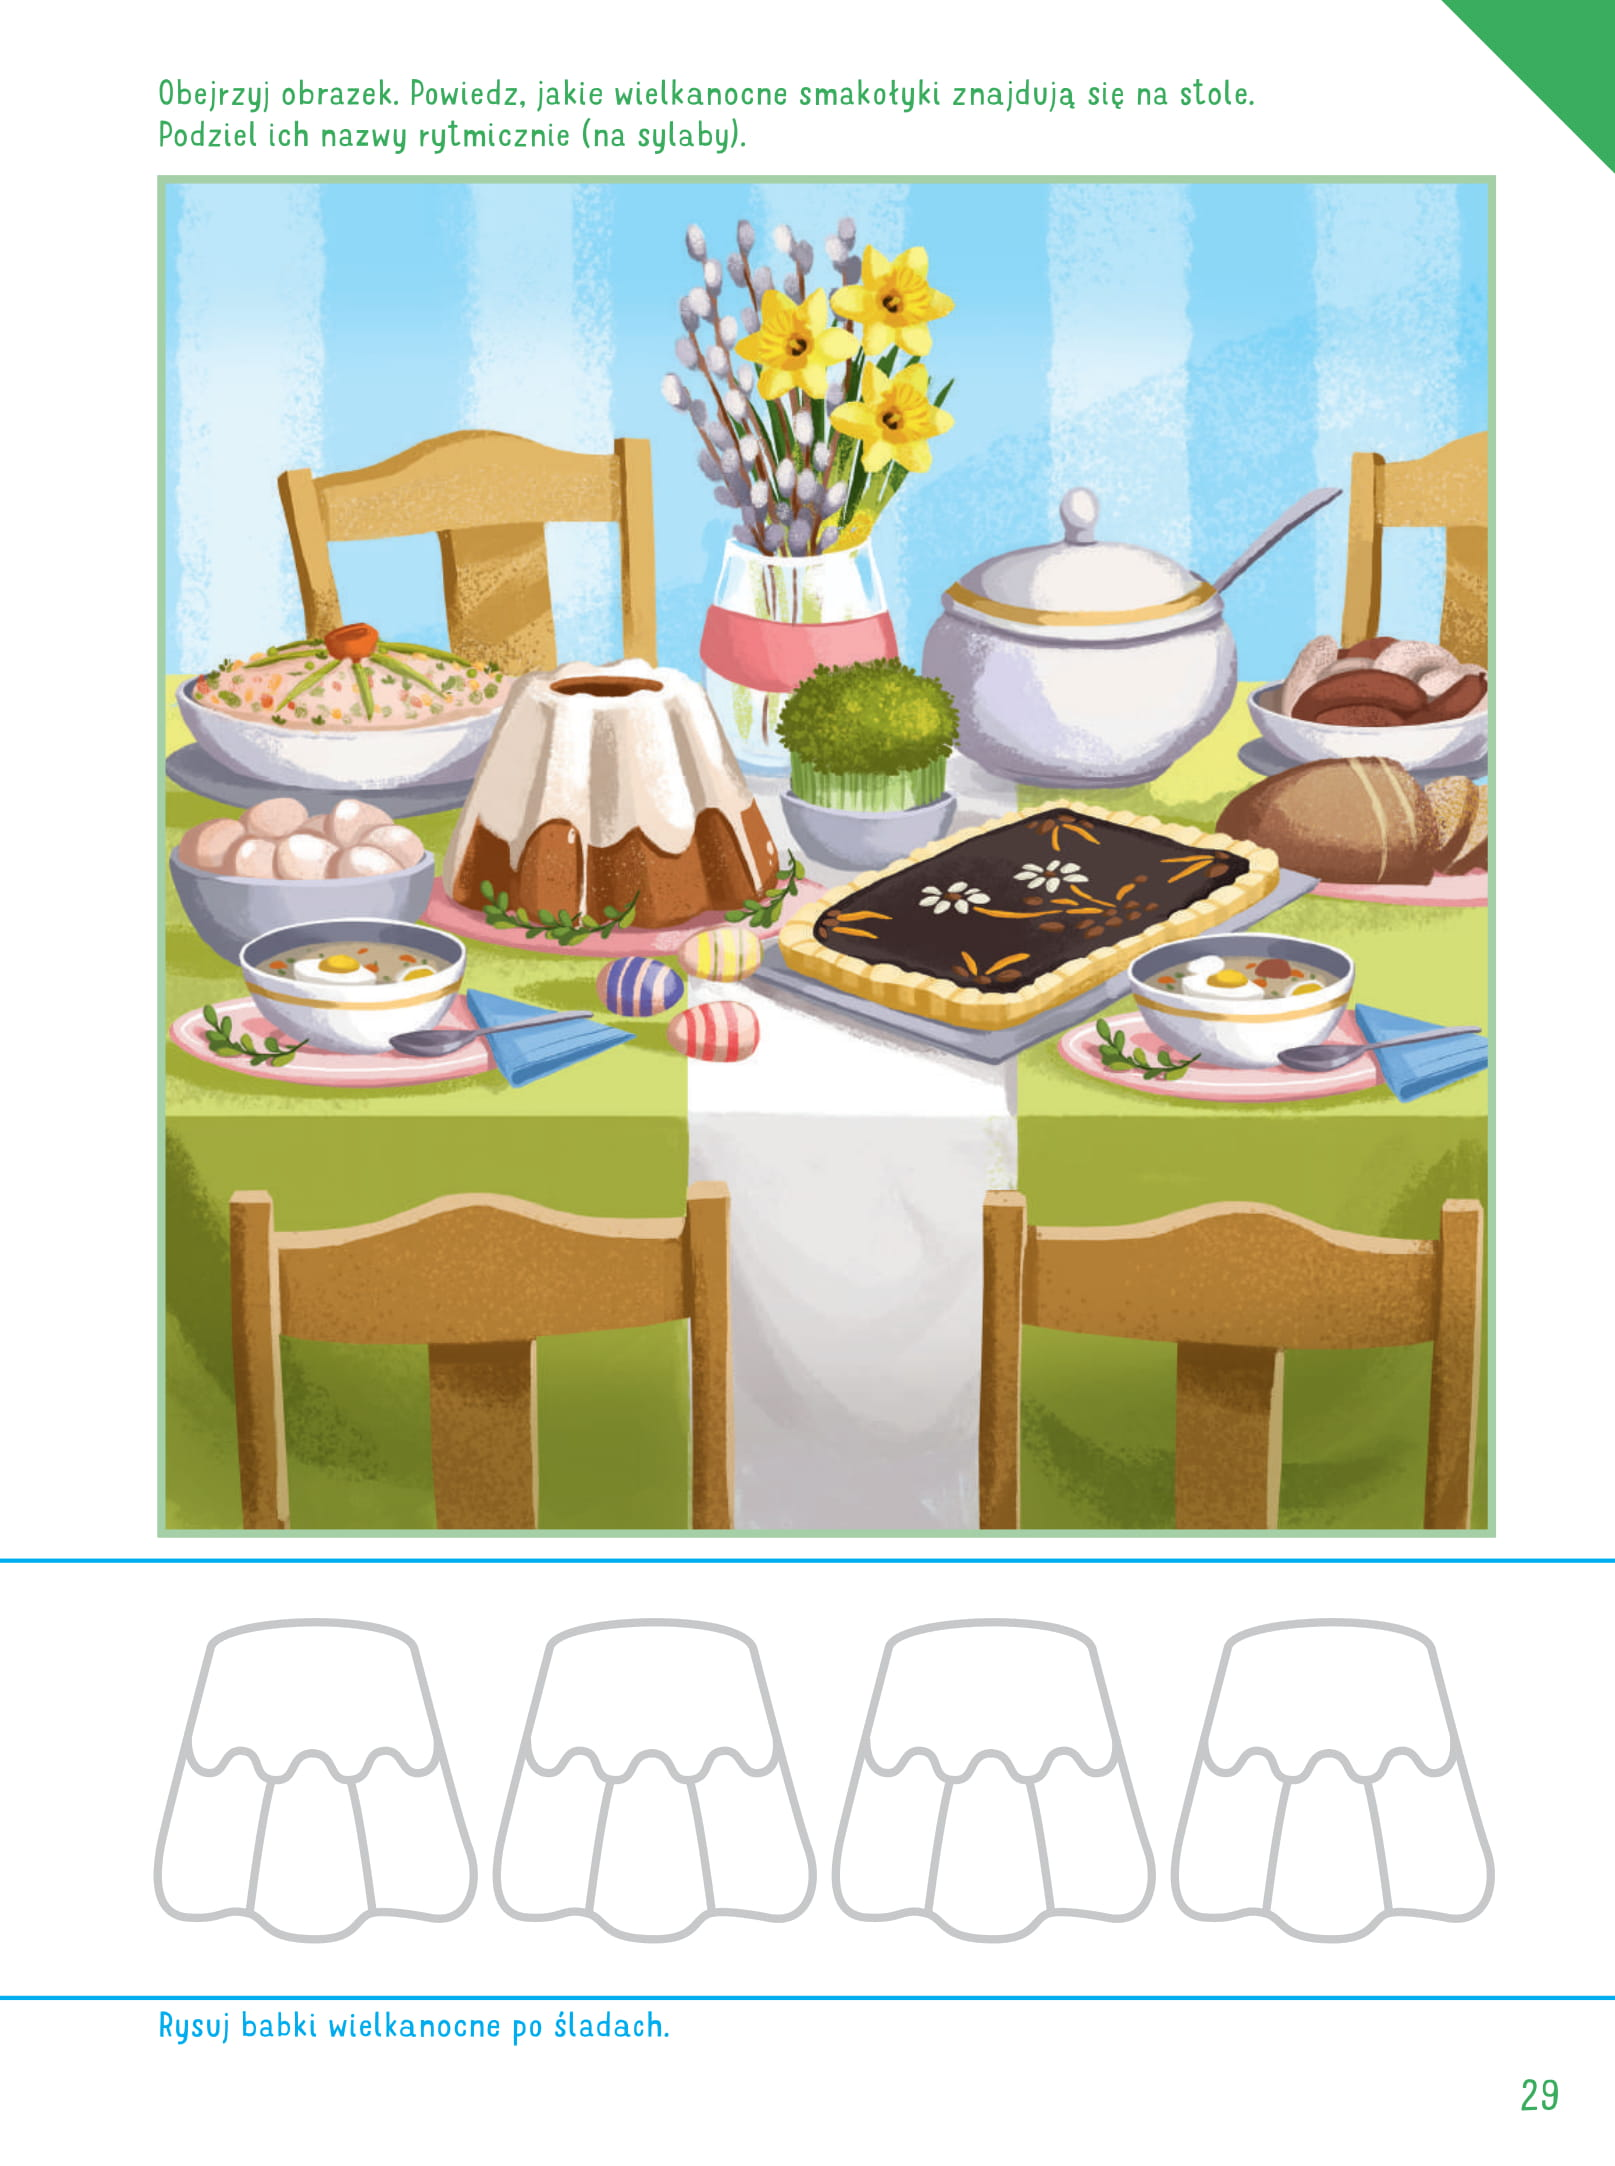 Obejrzyj obrazek. Powiedz, jakie wielkanocne smakołyki znajdują się na stole.
Podziel ich nazwy rytmicznie (na sylaby).
Rysuj babki wielkanocne po śladach.
29